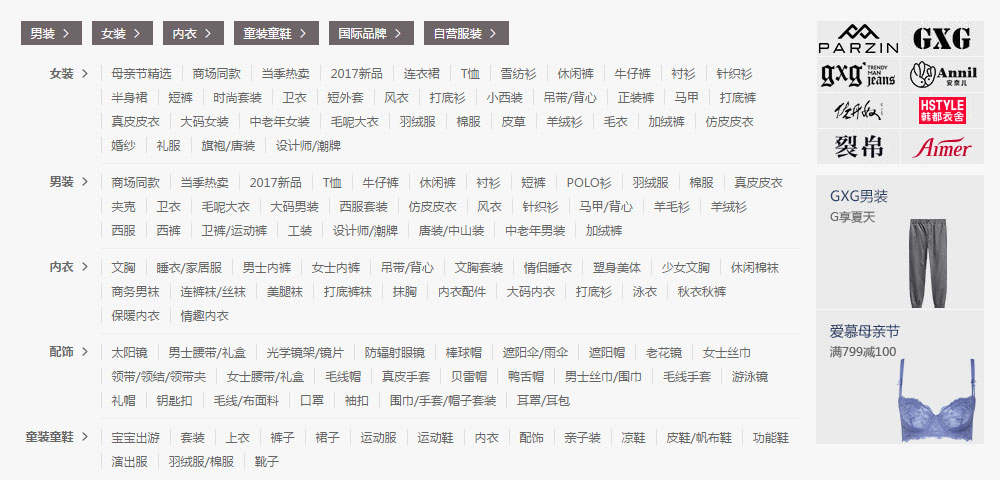 男装 > 女装 > 内衣 > 童装童鞋 > 国际品牌 > 自营服装 >
女装 > 母亲节精选 商场同款 当季热卖 2017新品 连衣裙 T恤 雪纺衫 休闲裤 牛仔裤 衬衫 针织衫
半身裙 短裤 时尚套装 卫衣 短外套 风衣 打底衫 小西装 吊带/背心 正装裤 马甲 打底裤
真皮皮衣 大码女装 中老年女装 毛呢大衣 羽绒服 棉服 皮草 羊绒衫 毛衣 加绒裤 仿皮皮衣
婚纱 礼服 旗袍/唐装 设计师/潮牌
男装 > 商场同款 当季热卖 2017新品 T恤 牛仔裤 休闲裤 衬衫 短裤 POLO衫 羽绒服 棉服 真皮皮衣
夹克 卫衣 毛呢大衣 大码男装 西服套装 仿皮皮衣 风衣 针织衫 马甲/背心 羊毛衫 羊绒衫
西服 西裤 卫裤/运动裤 工装 设计师/潮牌 唐装/中山装 中老年男装 加绒裤
内衣 > 文胸 睡衣/家居服 男士内裤 女士内裤 吊带/背心 文胸套装 情侣睡衣 塑身美体 少女文胸 休闲棉袜
商务男袜 连裤袜/丝袜 美腿袜 打底裤袜 抹胸 内衣配件 大码内衣 打底衫 泳衣 秋衣秋裤
保暖内衣 情趣内衣
配饰 > 太阳镜 男士腰带/礼盒 光学镜架/镜片 防辐射眼镜 棒球帽 遮阳伞/雨伞 遮阳帽 老花镜 女士丝巾
领带/领结/领带夹 女士腰带/礼盒 毛线帽 真皮手套 贝雷帽 鸭舌帽 男士丝巾/围巾 毛线手套 游泳镜
礼帽 钥匙扣 毛线/布面料 口罩 袖扣 围巾/手套/帽子套装 耳罩/耳包
童装童鞋 > 宝宝出游 套装 上衣 裤子 裙子 运动服 运动鞋 内衣 配饰 亲子装 凉鞋 皮鞋/帆布鞋 功能鞋
演出服 羽绒服/棉服 靴子
PARZIN GXG
gxg jeans TRENDY MAN Annil 安奈儿
佐丹奴 HSTYLE 韩都衣舍
裂帛 Aimer
GXG男装
G享夏天
爱慕母亲节
满799减100